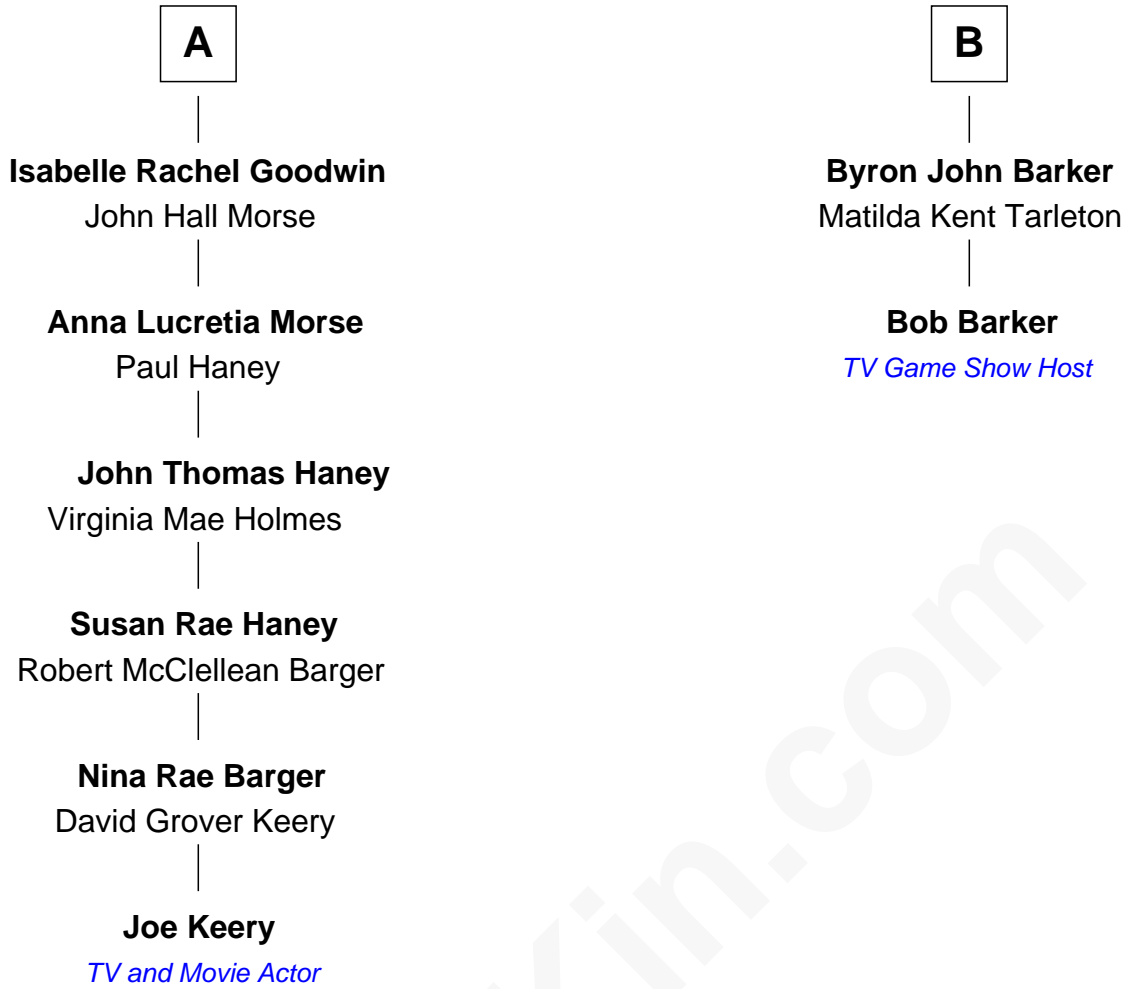 A
Isabelle Rachel Goodwin
John Hall Morse
Anna Lucretia Morse
Paul Haney
John Thomas Haney
Virginia Mae Holmes
Susan Rae Haney
Robert McClellean Barger
Nina Rae Barger
David Grover Keery
Joe Keery
TV and Movie Actor
B
Byron John Barker
Matilda Kent Tarleton
Bob Barker
TV Game Show Host
Kin.com